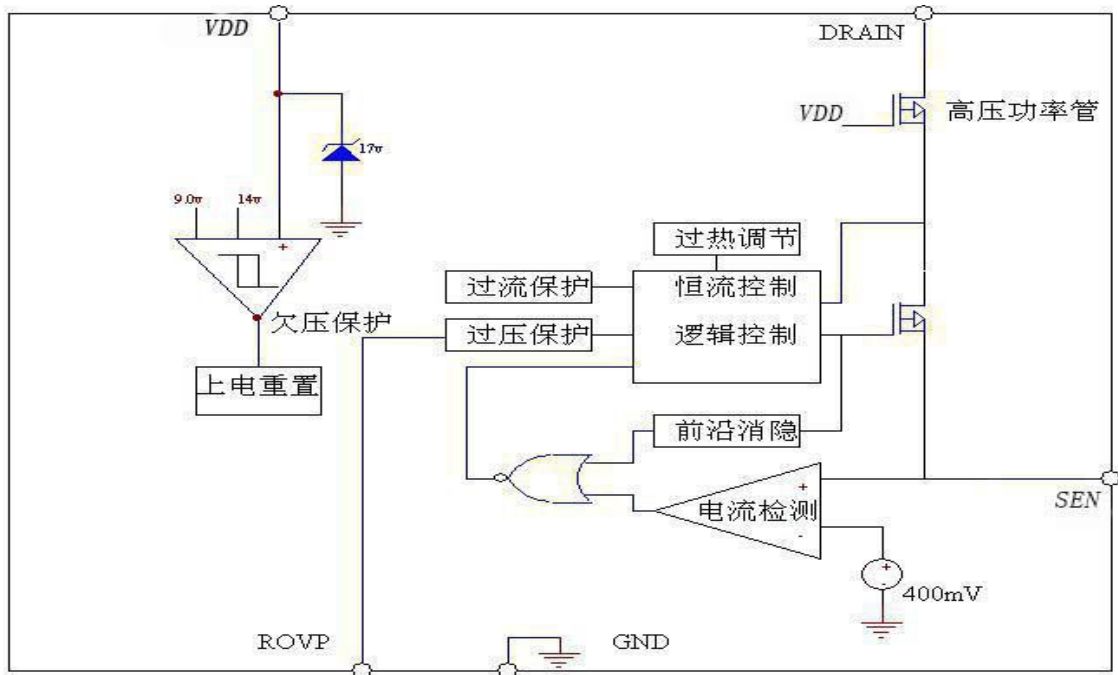 VDD
DRAIN
VDD
高压功率管
17v
9.0v
14v
+
过热调节
过流保护
恒流控制
欠压保护
过压保护
逻辑控制
上电重置
前沿消隐
+
电流检测
-
SEN
+
-
400mV
ROVP
GND